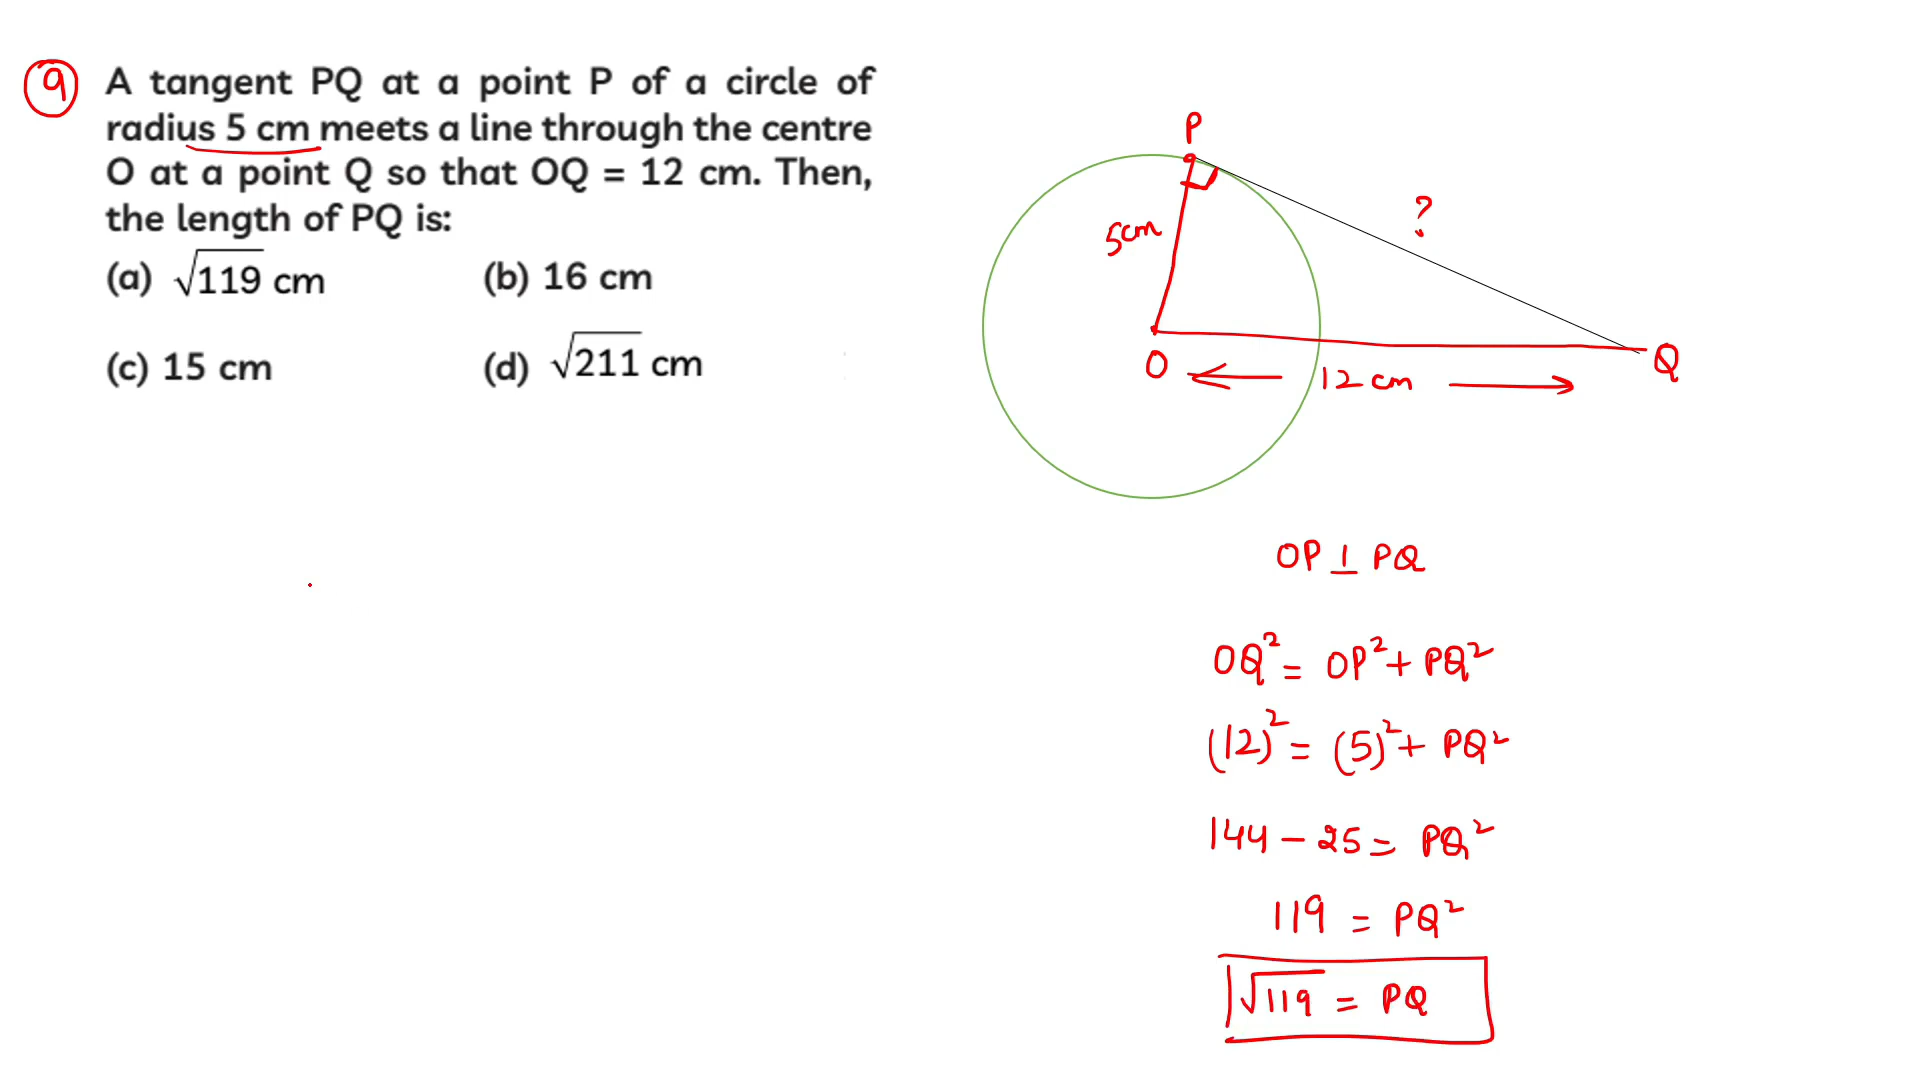 9
A tangent PQ at a point P of a circle of
radius 5 cm meets a line through the centre
O at a point Q so that OQ = 12 cm. Then,
the length of PQ is:
(a) √119 cm (b) 16 cm
(c) 15 cm (d) √211 cm
P
5cm
?
O
12 cm
Q
OP ⊥ PQ
OQ² = OP² + PQ²
(12)² = (5)² + PQ²
144 – 25 = PQ²
119 = PQ²
√119 = PQ